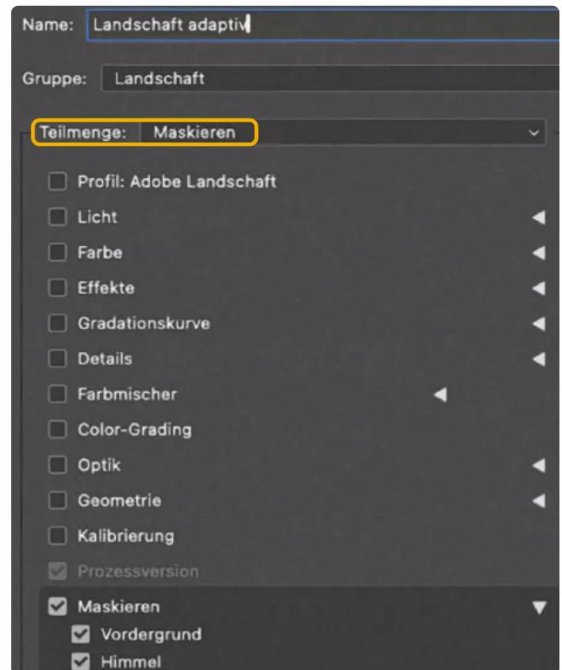 Name: Landschaft adaptiv
Gruppe: Landschaft
Teilmenge: Maskieren
Profil: Adobe Landschaft
Licht
Farbe
Effekte
Gradationskurve
Details
Farbmischer
Color-Grading
Optik
Geometrie
Kalibrierung
Prozessversion
Maskieren
Vordergrund
Himmel